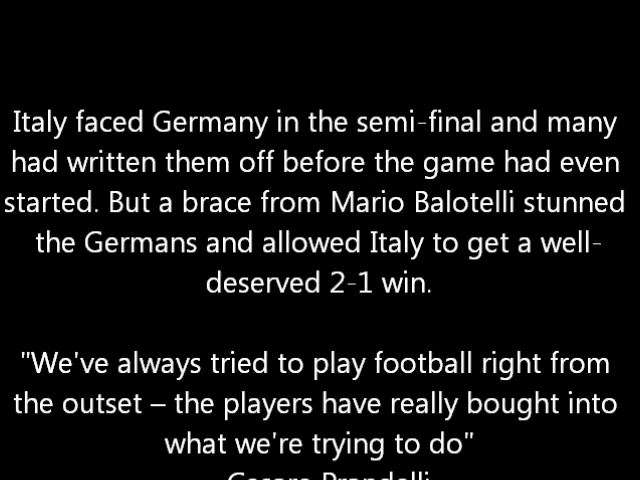 Italy faced Germany in the semi-final and many
had written them off before the game had even
started. But a brace from Mario Balotelli stunned
the Germans and allowed Italy to get a well-
deserved 2-1 win.
"We've always tried to play football right from
the outset – the players have really bought into
what we're trying to do"
Cesare Prandelli